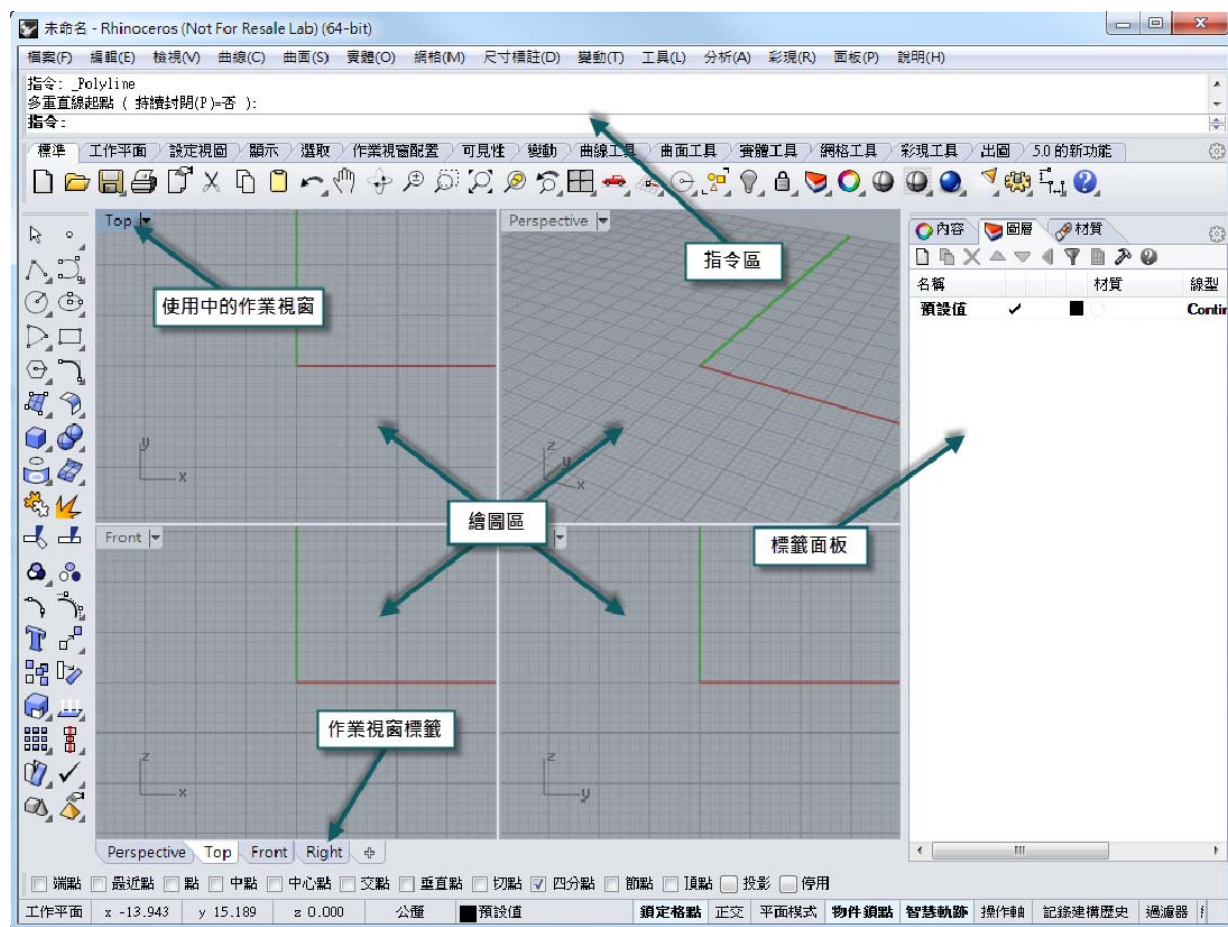 未命名 - Rhinoceros (Not For Resale Lab) (64-bit)
檔案(F) 編輯(E) 檢視(V) 曲線(C) 曲面(S) 實體(O) 網格(M) 尺寸標註(D) 變動(T) 工具(L) 分析(A) 彩現(R) 面板(P) 說明(H)
指令: _Polyline
多重直線起點 ( 持續封閉(P)=否 ):
指令:
標準 工作平面 設定視圖 顯示 選取 作業視窗配置 可見性 變動 曲線工具 曲面工具 實體工具 網格工具 彩現工具 出圖 5.0 的新功能
Top
Perspective
內容 圖層 材質
指令區
名稱 材質 線型
使用中的作業視窗
預設值 Contin
y
x
z
y
x
繪圖區
標籤面板
Front
作業視窗標籤
z
x
z
y
Perspective Top Front Right
端點 最近點 點 中點 中心點 交點 垂直點 切點 四分點 節點 頂點 投影 停用
工作平面 x -13.943 y 15.189 z 0.000 公釐 預設值 鎖定格點 正交 平面模式 物件鎖點 智慧軌跡 操作軸 記錄建構歷史 過濾器